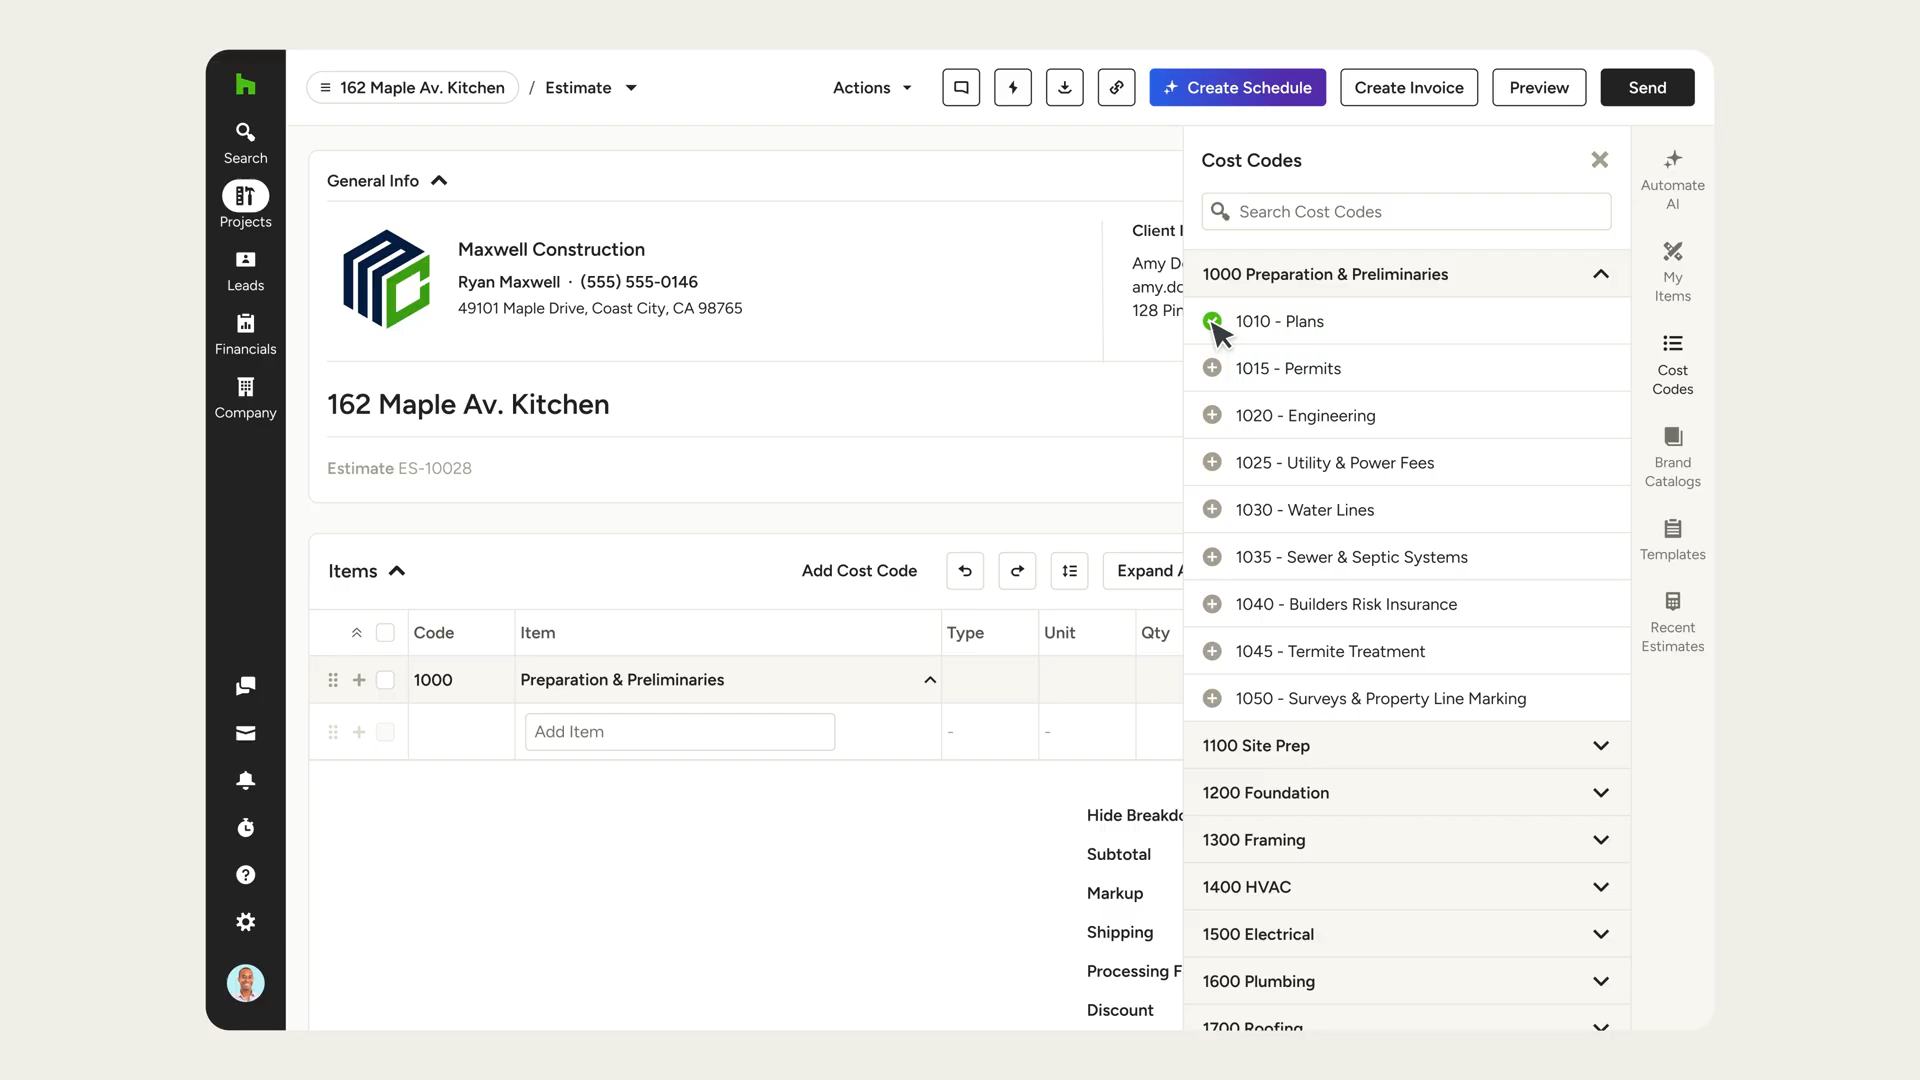 162 Maple Av. Kitchen / Estimate
Actions
Create Schedule
Create Invoice
Preview
Send
Search
Projects
Leads
Financials
Company
General Info
Maxwell Construction
Ryan Maxwell · (555) 555-0146
49101 Maple Drive, Coast City, CA 98765
Client
Amy
128
162 Maple Av. Kitchen
Estimate ES-10028
Items
Add Cost Code
Expand
Code Item Type Unit Qty
1000 Preparation & Preliminaries
Add Item - -
Hide
Subtotal
Markup
Shipping
Processing
Discount
Cost Codes
Search Cost Codes
1000 Preparation & Preliminaries
1010 - Plans
1015 - Permits
1020 - Engineering
1025 - Utility & Power Fees
1030 - Water Lines
1035 - Sewer & Septic Systems
1040 - Builders Risk Insurance
1045 - Termite Treatment
1050 - Surveys & Property Line Marking
1100 Site Prep
1200 Foundation
1300 Framing
1400 HVAC
1500 Electrical
1600 Plumbing
1700 Roofing
Automate
AI
My
Items
Cost
Codes
Brand
Catalogs
Templates
Recent
Estimates